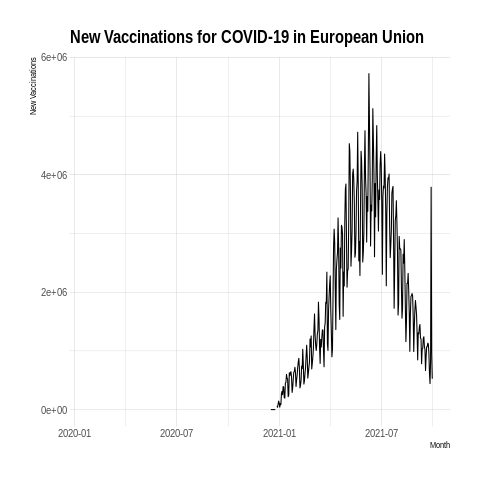 New Vaccinations for COVID-19 in European Union
6e+06
New Vaccinations
4e+06
2e+06
0e+00
2020-01 2020-07 2021-01 2021-07
Month